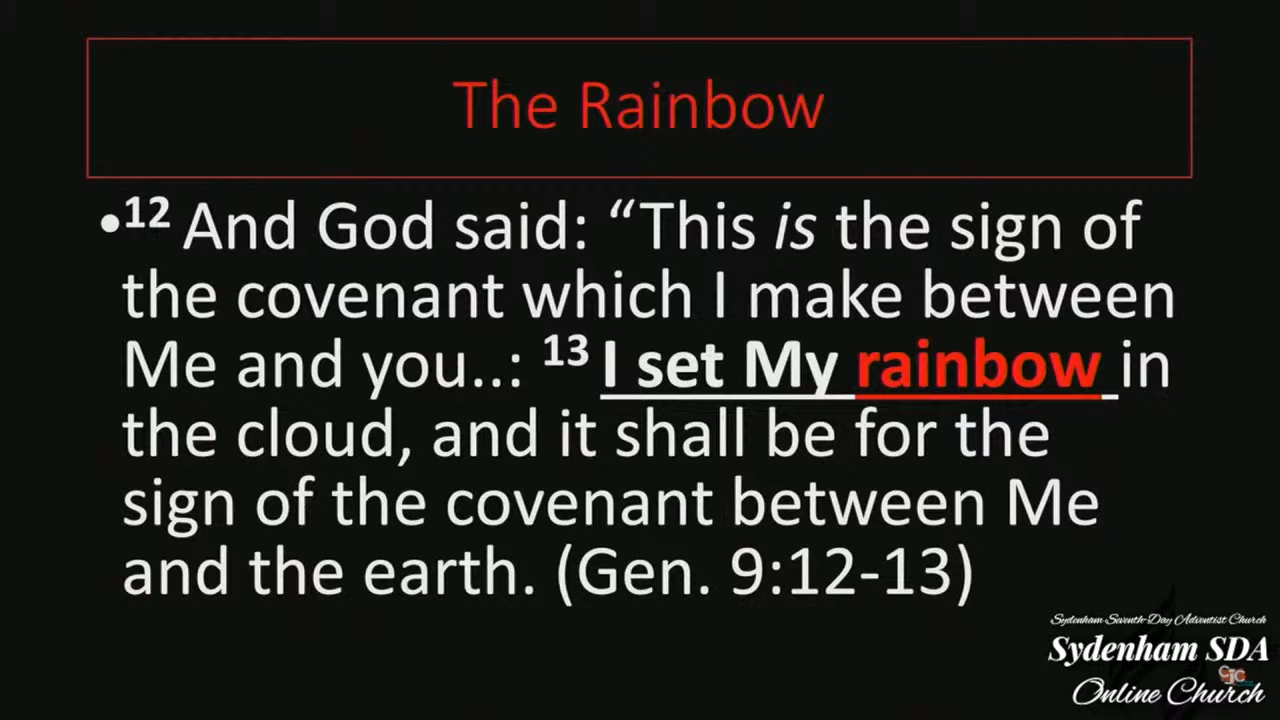 The Rainbow
•12 And God said: “This is the sign of
the covenant which I make between
Me and you..: 13 I set My rainbow in
the cloud, and it shall be for the
sign of the covenant between Me
and the earth. (Gen. 9:12-13)
Sydenham Seventh-Day Adventist Church
Sydenham SDA
Online Church